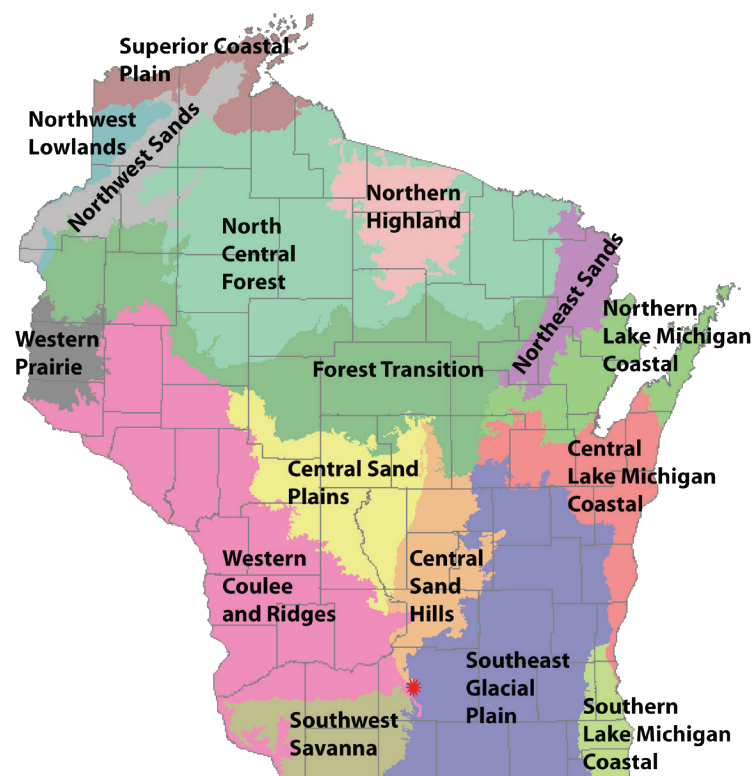 Superior Coastal
Plain
Northwest
Lowlands
Northwest Sands
Northern
Highland
North
Central
Forest
Northeast Sands
Northern
Lake Michigan
Coastal
Western
Prairie
Forest Transition
Central
Lake Michigan
Coastal
Central Sand
Plains
Western
Coulee
and Ridges
Central
Sand
Hills
Southeast
Glacial
Plain
Southwest
Savanna
Southern
Lake Michigan
Coastal